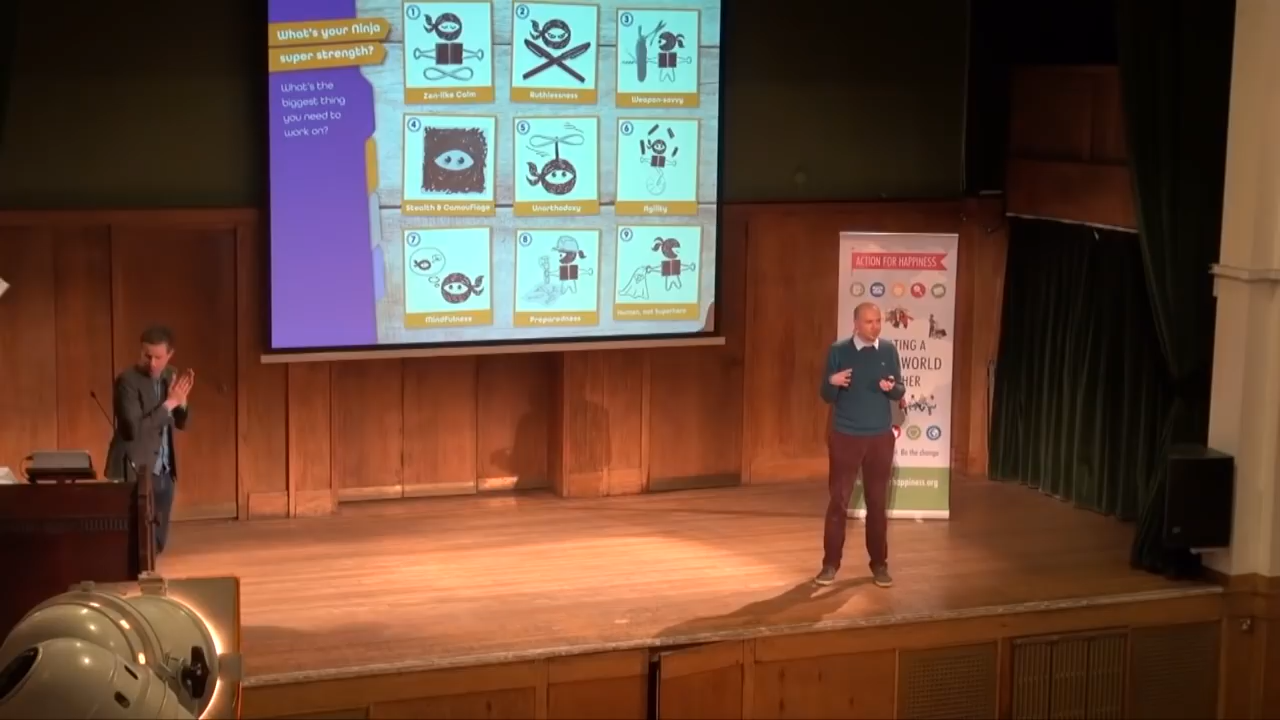 What's your Ninja
super strength?
What's the
biggest thing
you need to
work on?
1
Zen-like Calm
2
Ruthlessness
3
Weapon-savvy
4
Stealth & Camouflage
5
Unorthodoxy
6
Agility
7
Mindfulness
8
Preparedness
9
Human, not Superhero
ACTION FOR HAPPINESS
TING A
WORLD
HER
Be the change
happiness.org